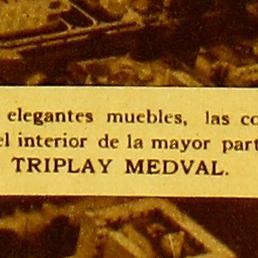 elegantes muebles, las co
el interior de la mayor part
TRIPLAY MEDVAL.